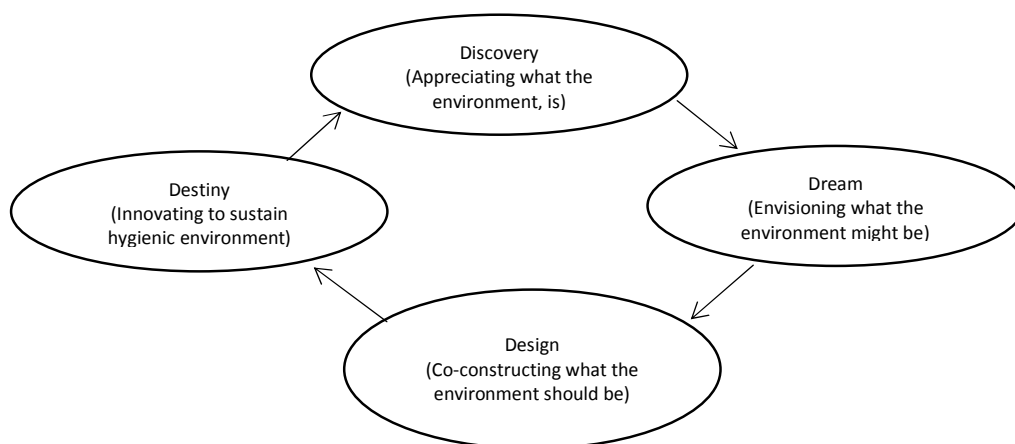 Discovery
(Appreciating what the
environment, is)
Dream
(Envisioning what the
environment might be)
Design
(Co-constructing what the
environment should be)
Destiny
(Innovating to sustain
hygienic environment)